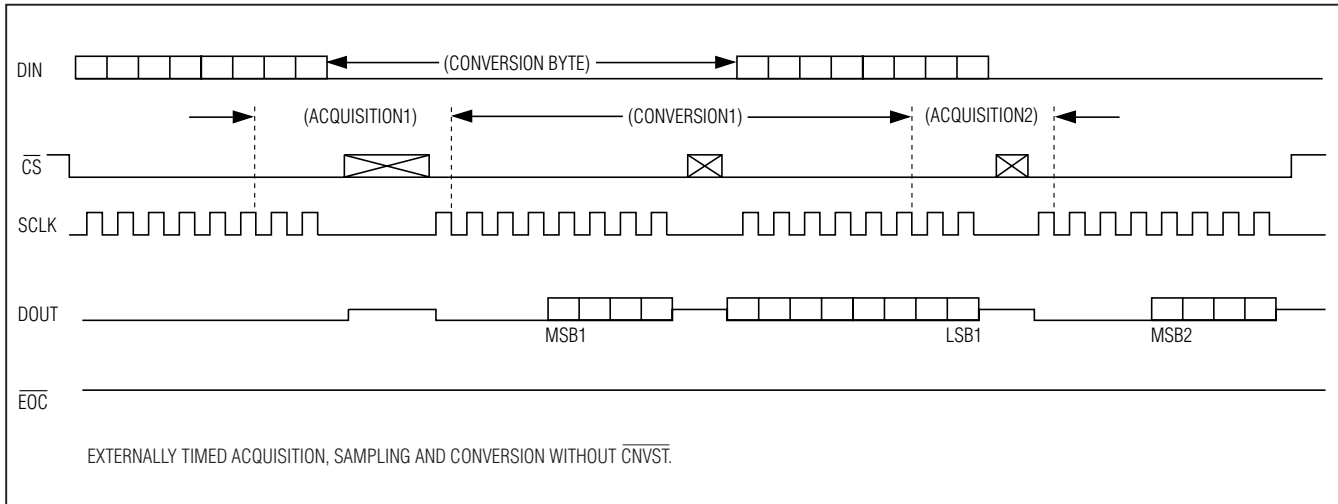 DIN
(CONVERSION BYTE)
(ACQUISITION1)
(CONVERSION1)
(ACQUISITION2)
CS
SCLK
DOUT
MSB1
LSB1
MSB2
EOC
EXTERNALLY TIMED ACQUISITION, SAMPLING AND CONVERSION WITHOUT CNVST.